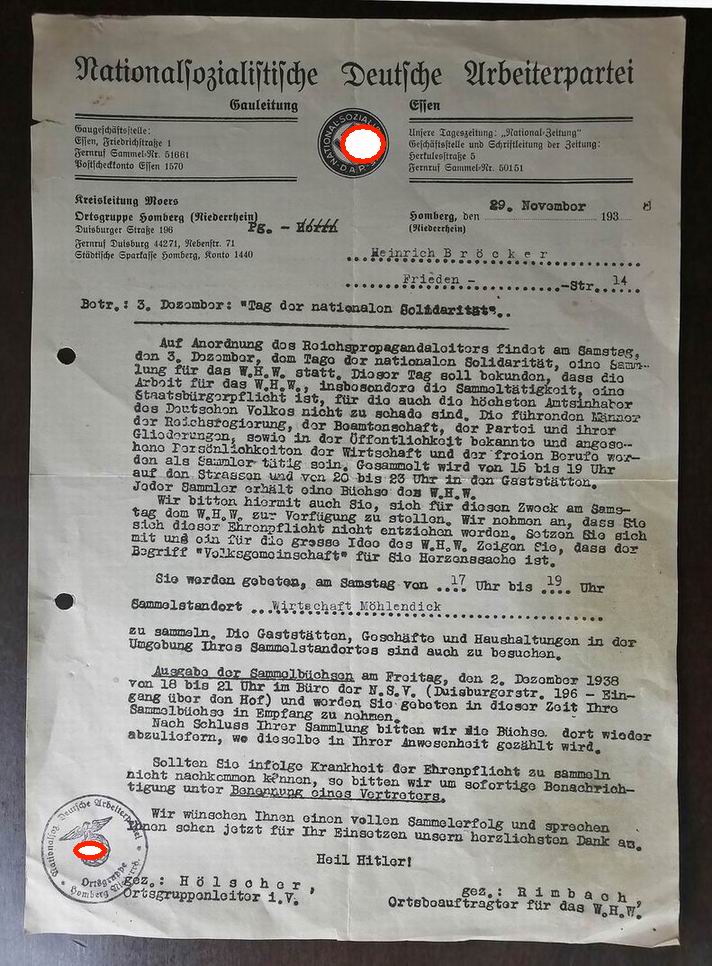 Nationalsozialistische Deutsche Arbeiterpartei
Gauleitung Essen
Gaugeschäftsstelle:
Essen, Friedrichstraße 1
Fernruf Sammel-Nr. 51661
Postscheckkonto Essen 1570
NATIONALSOZIALI
D.A.P.
Unsere Tageszeitung: „National-Zeitung"
Geschäftsstelle und Schriftleitung der Zeitung:
Herkulesstraße 5
Fernruf Sammel-Nr. 50151
Kreisleitung Moers
Ortsgruppe Homberg (Niederrhein)
Duisburger Straße 196
Fernruf Duisburg 44271, Nebenstr. 71
Städtische Sparkasse Homberg, Konto 1440
Pg. -
29. November
Homberg, den 193 8
(Niederrhein)
Heinrich B r ö c k e r
Frieden - -Str. 14
Betr.: 3. Dezember: "Tag der nationalen Solidarität".
Auf Anordnung des Reichspropagandaleiters findet am Samstag,
den 3. Dezember, dem Tage der nationalen Solidarität, eine Samm-
lung für das W.H.W. statt. Dieser Tag soll bekunden, dass die
Arbeit für das W.H.W., insbesondere die Sammeltätigkeit, eine
Staatsbürgerpflicht ist, für die auch die höchsten Amtsinhaber
des Deutschen Volkes nicht zu schade sind. Die führenden Männer
der Reichsregierung, der Beamtenschaft, der Partei und ihrer
Gliederungen, sowie in der Öffentlichkeit bekannte und angese-
hene Persönlichkeiten der Wirtschaft und der freien Berufe wer-
den als Sammler tätig sein. Gesammelt wird von 15 bis 19 Uhr
auf den Strassen und von 20 bis 23 Uhr in den Gaststätten.
Jeder Sammler erhält eine Büchse des W.H.W.
Wir bitten hiermit auch Sie, sich für diesen Zweck am Sams-
tag dem W.H.W. zur Verfügung zu stellen. Wir nehmen an, dass Sie
sich dieser Ehrenpflicht nicht entziehen werden. Setzen Sie sich
mit und ein für die grosse Idee des W.H.W. Zeigen Sie, dass der
Begriff "Volksgemeinschaft" für Sie Herzenssache ist.
Sie werden gebeten, am Samstag von 17 Uhr bis 19 Uhr
Sammelstandort Wirtschaft Möhlendick
zu sammeln. Die Gaststätten, Geschäfte und Haushaltungen in der
Umgebung Ihres Sammelstandortes sind auch zu besuchen.
Ausgabe der Sammelbüchsen am Freitag, den 2. Dezember 1938
von 18 bis 21 Uhr im Büro der N.S.V. (Duisburgerstr. 196 - Ein-
gang über den Hof) und werden Sie gebeten in dieser Zeit Ihre
Sammelbüchse in Empfang zu nehmen.
Nach Schluss Ihrer Sammlung bitten wir die Büchse dort wieder
abzuliefern, wo dieselbe in Ihrer Anwesenheit gezählt wird.
Sollten Sie infolge Krankheit der Ehrenpflicht zu sammeln
nicht nachkommen können, so bitten wir um sofortige Benachrich-
tigung unter Benennung eines Vertreters.
Wir wünschen Ihnen einen vollen Sammelerfolg und sprechen
Ihnen schon jetzt für Ihr Einsetzen unsern herzlichsten Dank an.
Heil Hitler!
Nationalsoz Deutsche Arbeiterpartei
Ortsgruppe
Homberg Niederrh.
gez.: H ö l s c h e r ,
Ortsgruppenleiter i.V.
gez.: R i m b a c h ,
Ortsbeauftragter für das W.H.W.